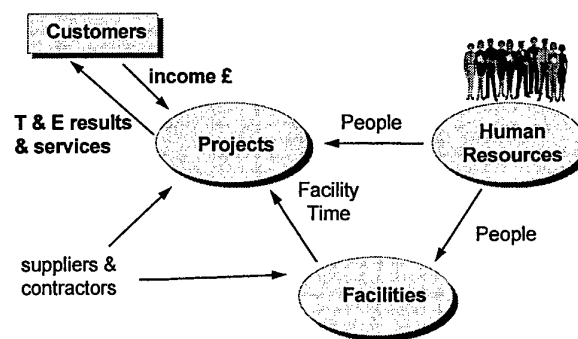 Customers
income £
T & E results
& services
Projects
People
Human
Resources
Facility
Time
People
suppliers &
contractors
Facilities